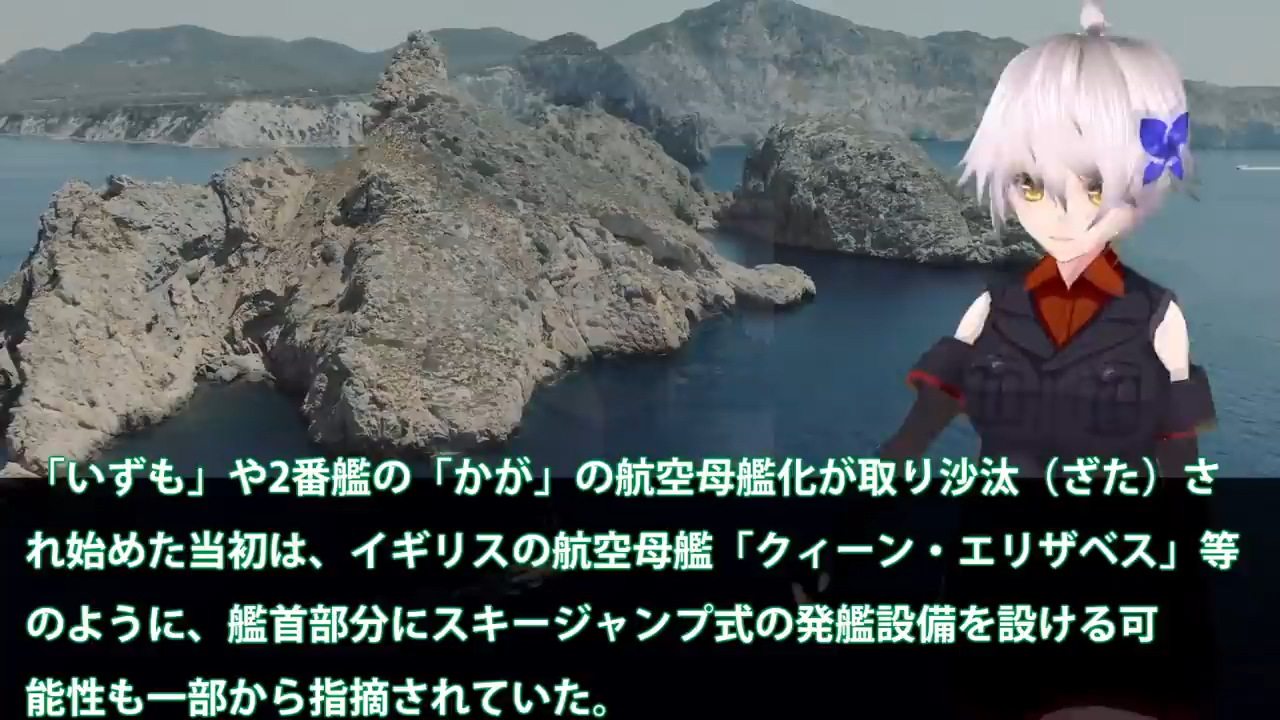 「いずも」や2番艦の「かが」の航空母艦化が取り沙汰（ざた）さ
れ始めた当初は、イギリスの航空母艦「クィーン・エリザベス」等
のように、艦首部分にスキージャンプ式の発艦設備を設ける可
能性も一部から指摘されていた。